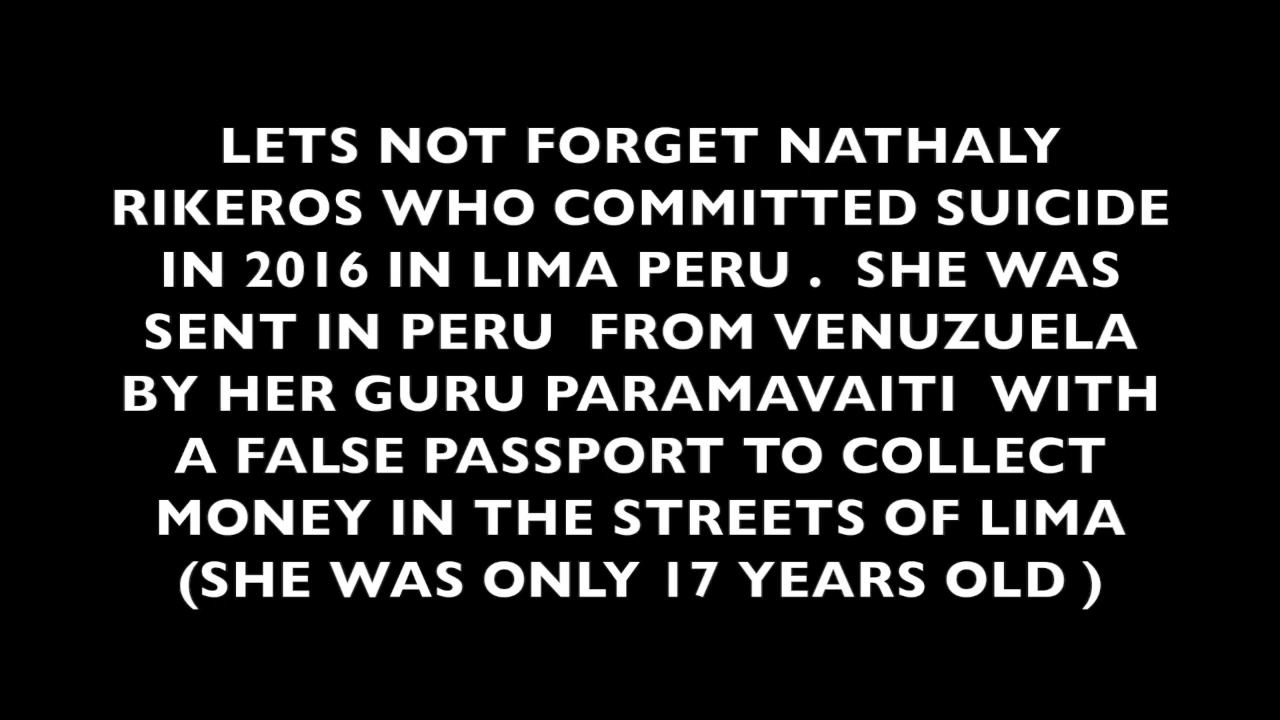 LETS NOT FORGET NATHALY
RIKEROS WHO COMMITTED SUICIDE
IN 2016 IN LIMA PERU .  SHE WAS
SENT IN PERU  FROM VENUZUELA
BY HER GURU PARAMAVAITI  WITH
A FALSE PASSPORT TO COLLECT
MONEY IN THE STREETS OF LIMA
(SHE WAS ONLY 17 YEARS OLD )